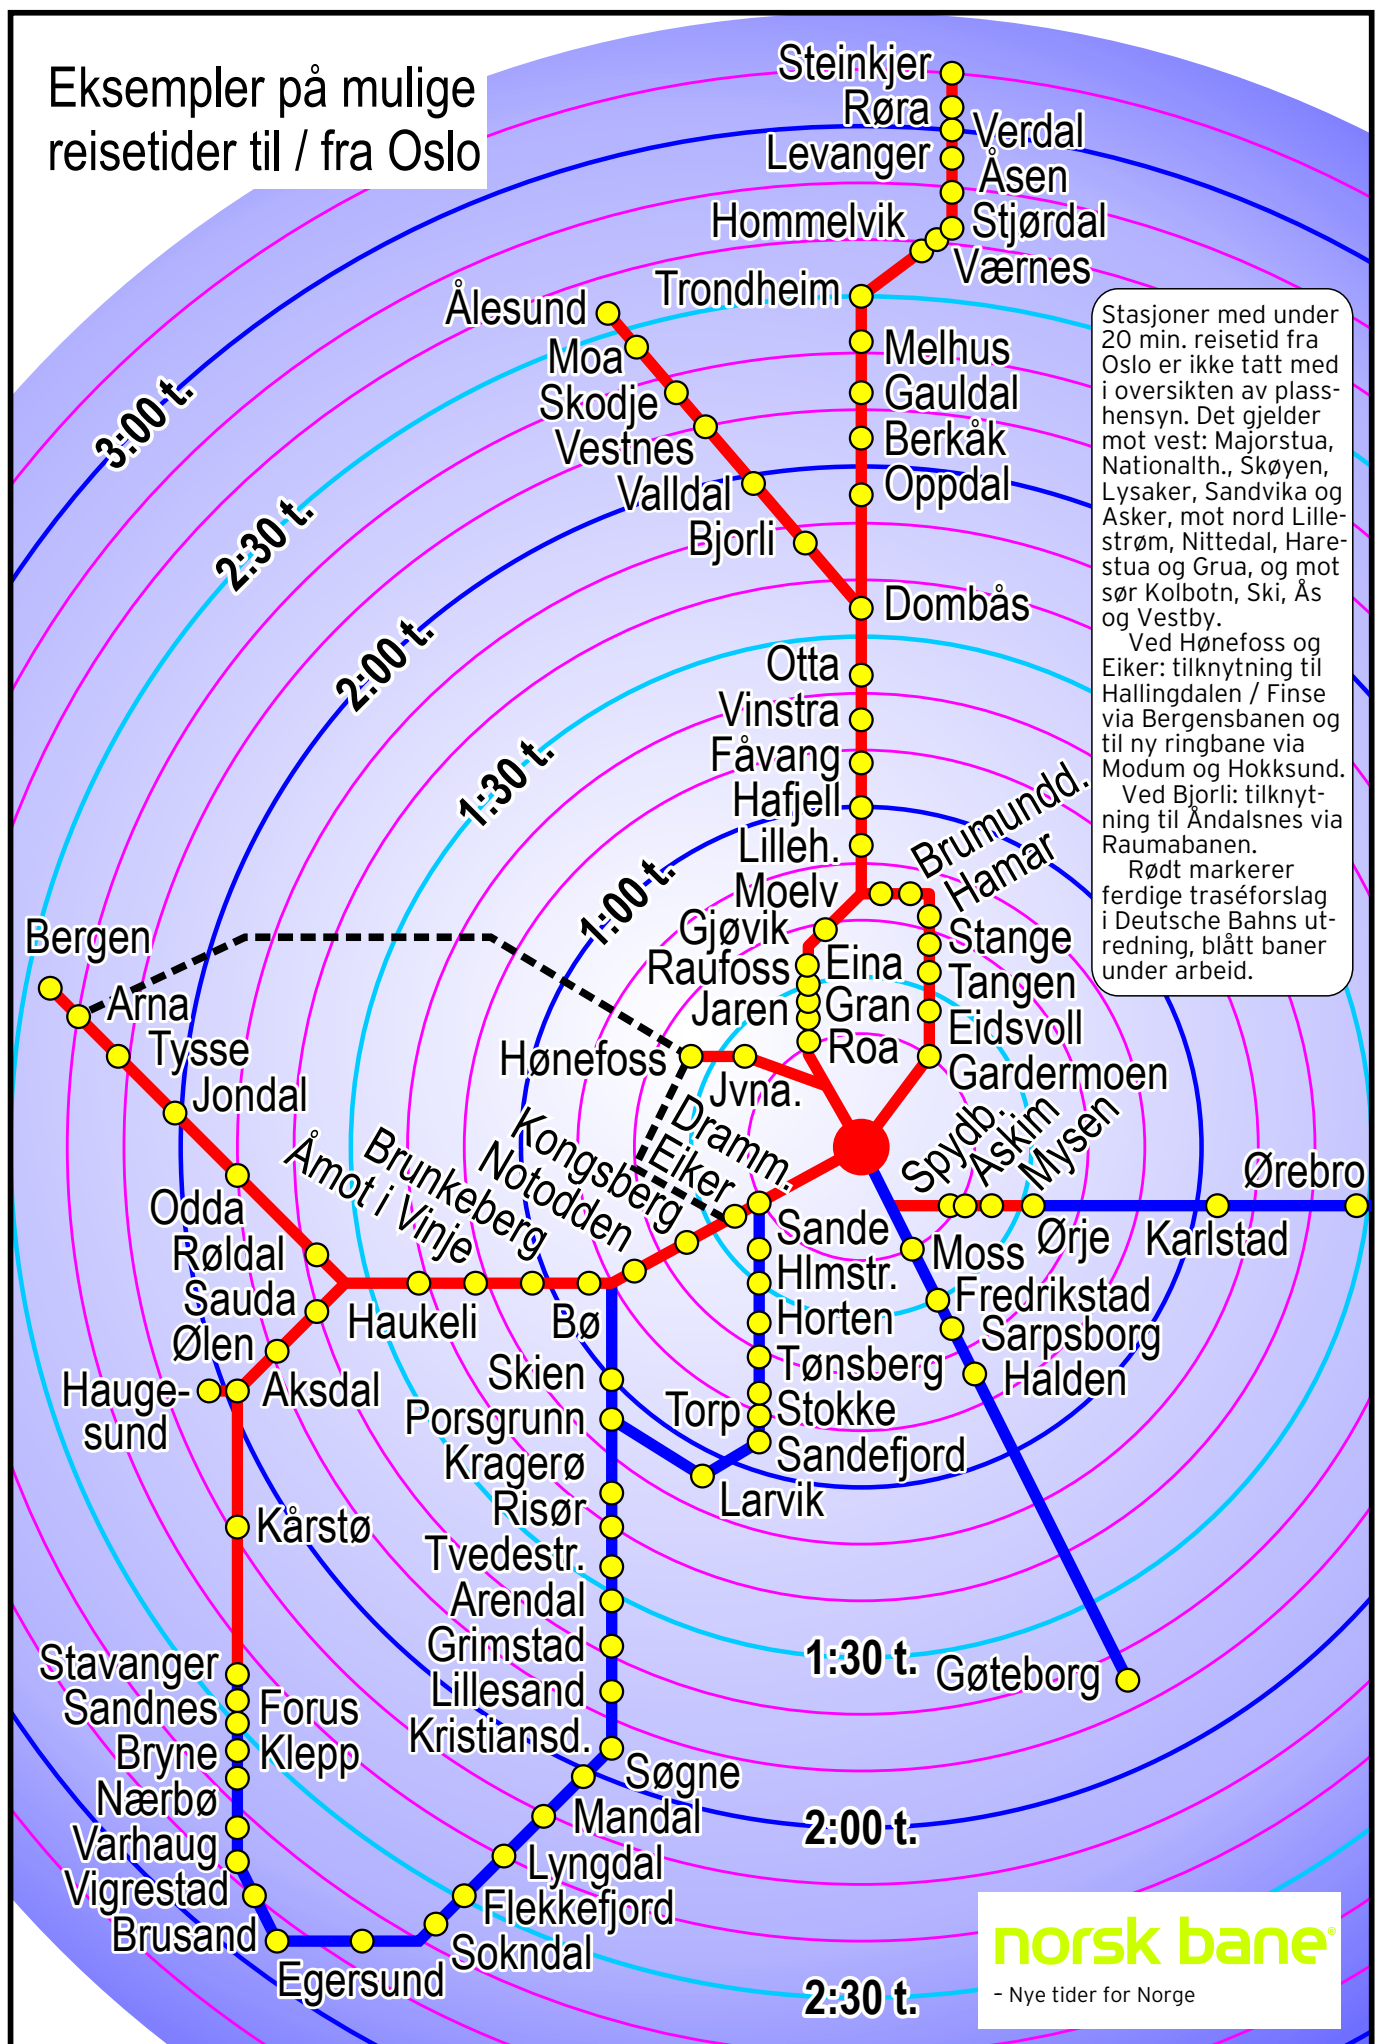 Eksempler på mulige
reisetider til / fra Oslo
Steinkjer
Røra
Verdal
Levanger
Åsen
Hommelvik
Stjørdal
Værnes
Trondheim
Ålesund
Moa
Skodje
Vestnes
Valldal
Bjorli
Melhus
Gauldal
Berkåk
Oppdal
Dombås
Otta
Vinstra
Fåvang
Hafjell
Lilleh.
Moelv
Brumundd.
Hamar
Gjøvik
Raufoss
Eina
Jaren
Gran
Roa
Stange
Tangen
Eidsvoll
Gardermoen
3:00 t.
2:30 t.
2:00 t.
1:30 t.
1:00 t.
Stasjoner med under
20 min. reisetid fra
Oslo er ikke tatt med
i oversikten av plass-
hensyn. Det gjelder
mot vest: Majorstua,
Nationalth., Skøyen,
Lysaker, Sandvika og
Asker, mot nord Lille-
strøm, Nittedal, Hare-
stua og Grua, og mot
sør Kolbotn, Ski, Ås
og Vestby.
Ved Hønefoss og
Eiker: tilknytning til
Hallingdalen / Finse
via Bergensbanen og
til ny ringbane via
Modum og Hokksund.
Ved Bjorli: tilknyt-
ning til Åndalsnes via
Raumabanen.
Rødt markerer
ferdige traséforslag
i Deutsche Bahns ut-
redning, blått baner
under arbeid.
Bergen
Arna
Tysse
Jondal
Odda
Røldal
Sauda
Ølen
Hauge-
sund
Aksdal
Kårstø
Hønefoss
Jvna.
Dramm.
Eiker
Kongsberg
Notodden
Brunkeberg
Åmot i Vinje
Haukeli
Bø
Spydb.
Askim
Mysen
Ørje
Karlstad
Ørebro
Sande
Hlmstr.
Horten
Tønsberg
Torp
Stokke
Sandefjord
Larvik
Moss
Fredrikstad
Sarpsborg
Halden
Gøteborg
Skien
Porsgrunn
Kragerø
Risør
Tvedestr.
Arendal
Grimstad
Lillesand
Kristiansd.
Søgne
Mandal
Lyngdal
Flekkefjord
Sokndal
Stavanger
Sandnes
Forus
Bryne
Klepp
Nærbø
Varhaug
Vigrestad
Brusand
Egersund
1:30 t.
2:00 t.
2:30 t.
norsk bane®
– Nye tider for Norge